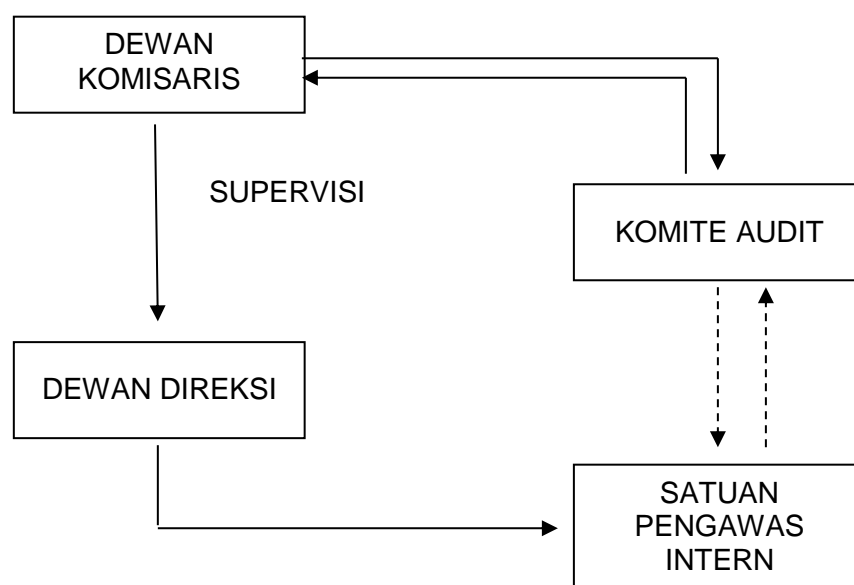 DEWAN
KOMISARIS
SUPERVISI
KOMITE AUDIT
DEWAN DIREKSI
SATUAN
PENGAWAS
INTERN